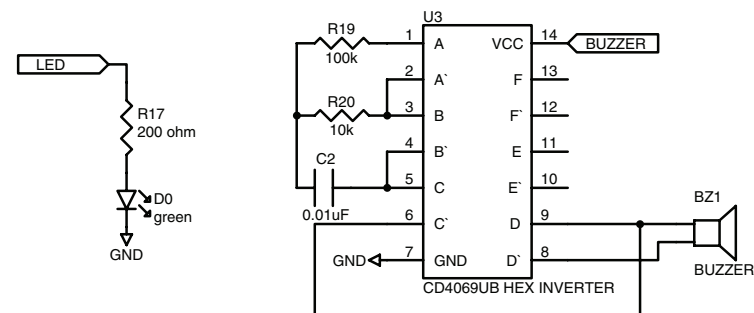 LED
R17
200 ohm
D0
green
GND
U3
R19
100k
R20
10k
C2
0.01uF
GND
1 A VCC 14 BUZZER
2 A` F 13
3 B F` 12
4 B` E 11
5 C E` 10
6 C` D 9
7 GND D` 8
CD4069UB HEX INVERTER
BZ1
BUZZER